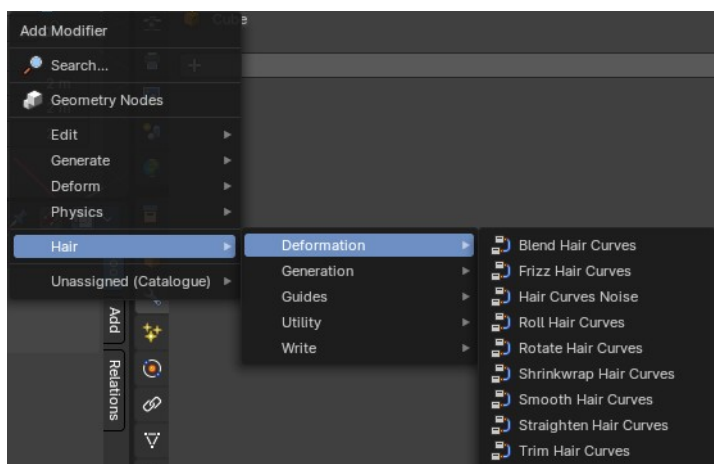 Cube
Add Modifier
Search...
Geometry Nodes
Edit
Generate
Deform
Physics
Hair
Unassigned (Catalogue)
Deformation
Generation
Guides
Utility
Write
Blend Hair Curves
Frizz Hair Curves
Hair Curves Noise
Roll Hair Curves
Rotate Hair Curves
Shrinkwrap Hair Curves
Smooth Hair Curves
Straighten Hair Curves
Trim Hair Curves
Add
Relations